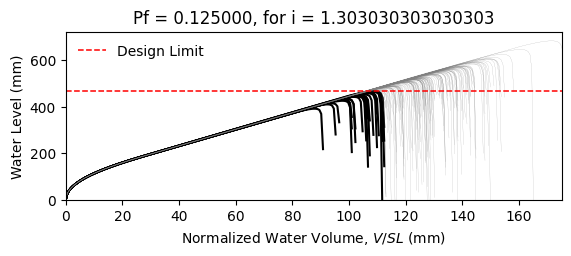 Pf = 0.125000, for i = 1.303030303030303
Design Limit
Water Level (mm)
600
400
200
0
0 20 40 60 80 100 120 140 160
Normalized Water Volume, V/SL (mm)